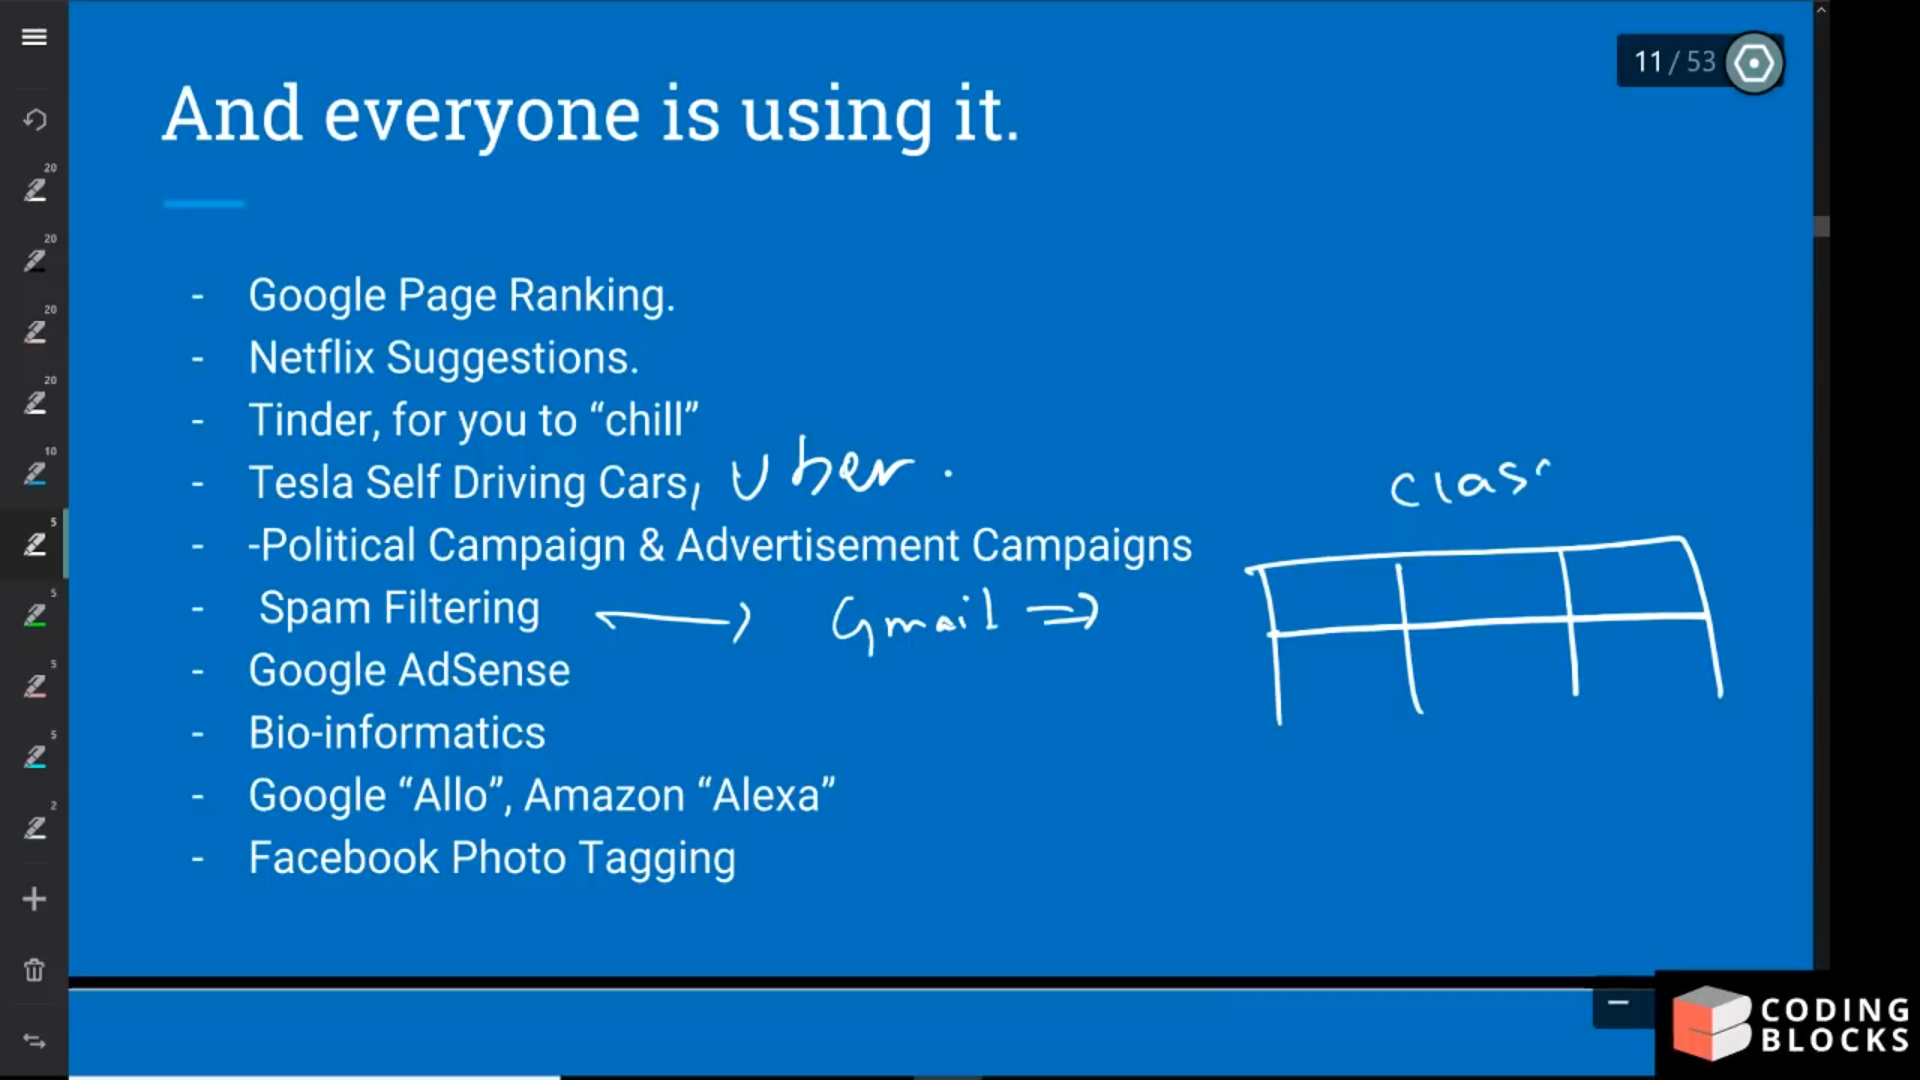 11 / 53
And everyone is using it.
- Google Page Ranking.
- Netflix Suggestions.
- Tinder, for you to “chill”
- Tesla Self Driving Cars, Uber.
- -Political Campaign & Advertisement Campaigns
- Spam Filtering → Gmail ⇒
- Google AdSense
- Bio-informatics
- Google “Allo”, Amazon “Alexa”
- Facebook Photo Tagging
clas
20
20
20
20
10
5
5
5
5
2
CODING
BLOCKS